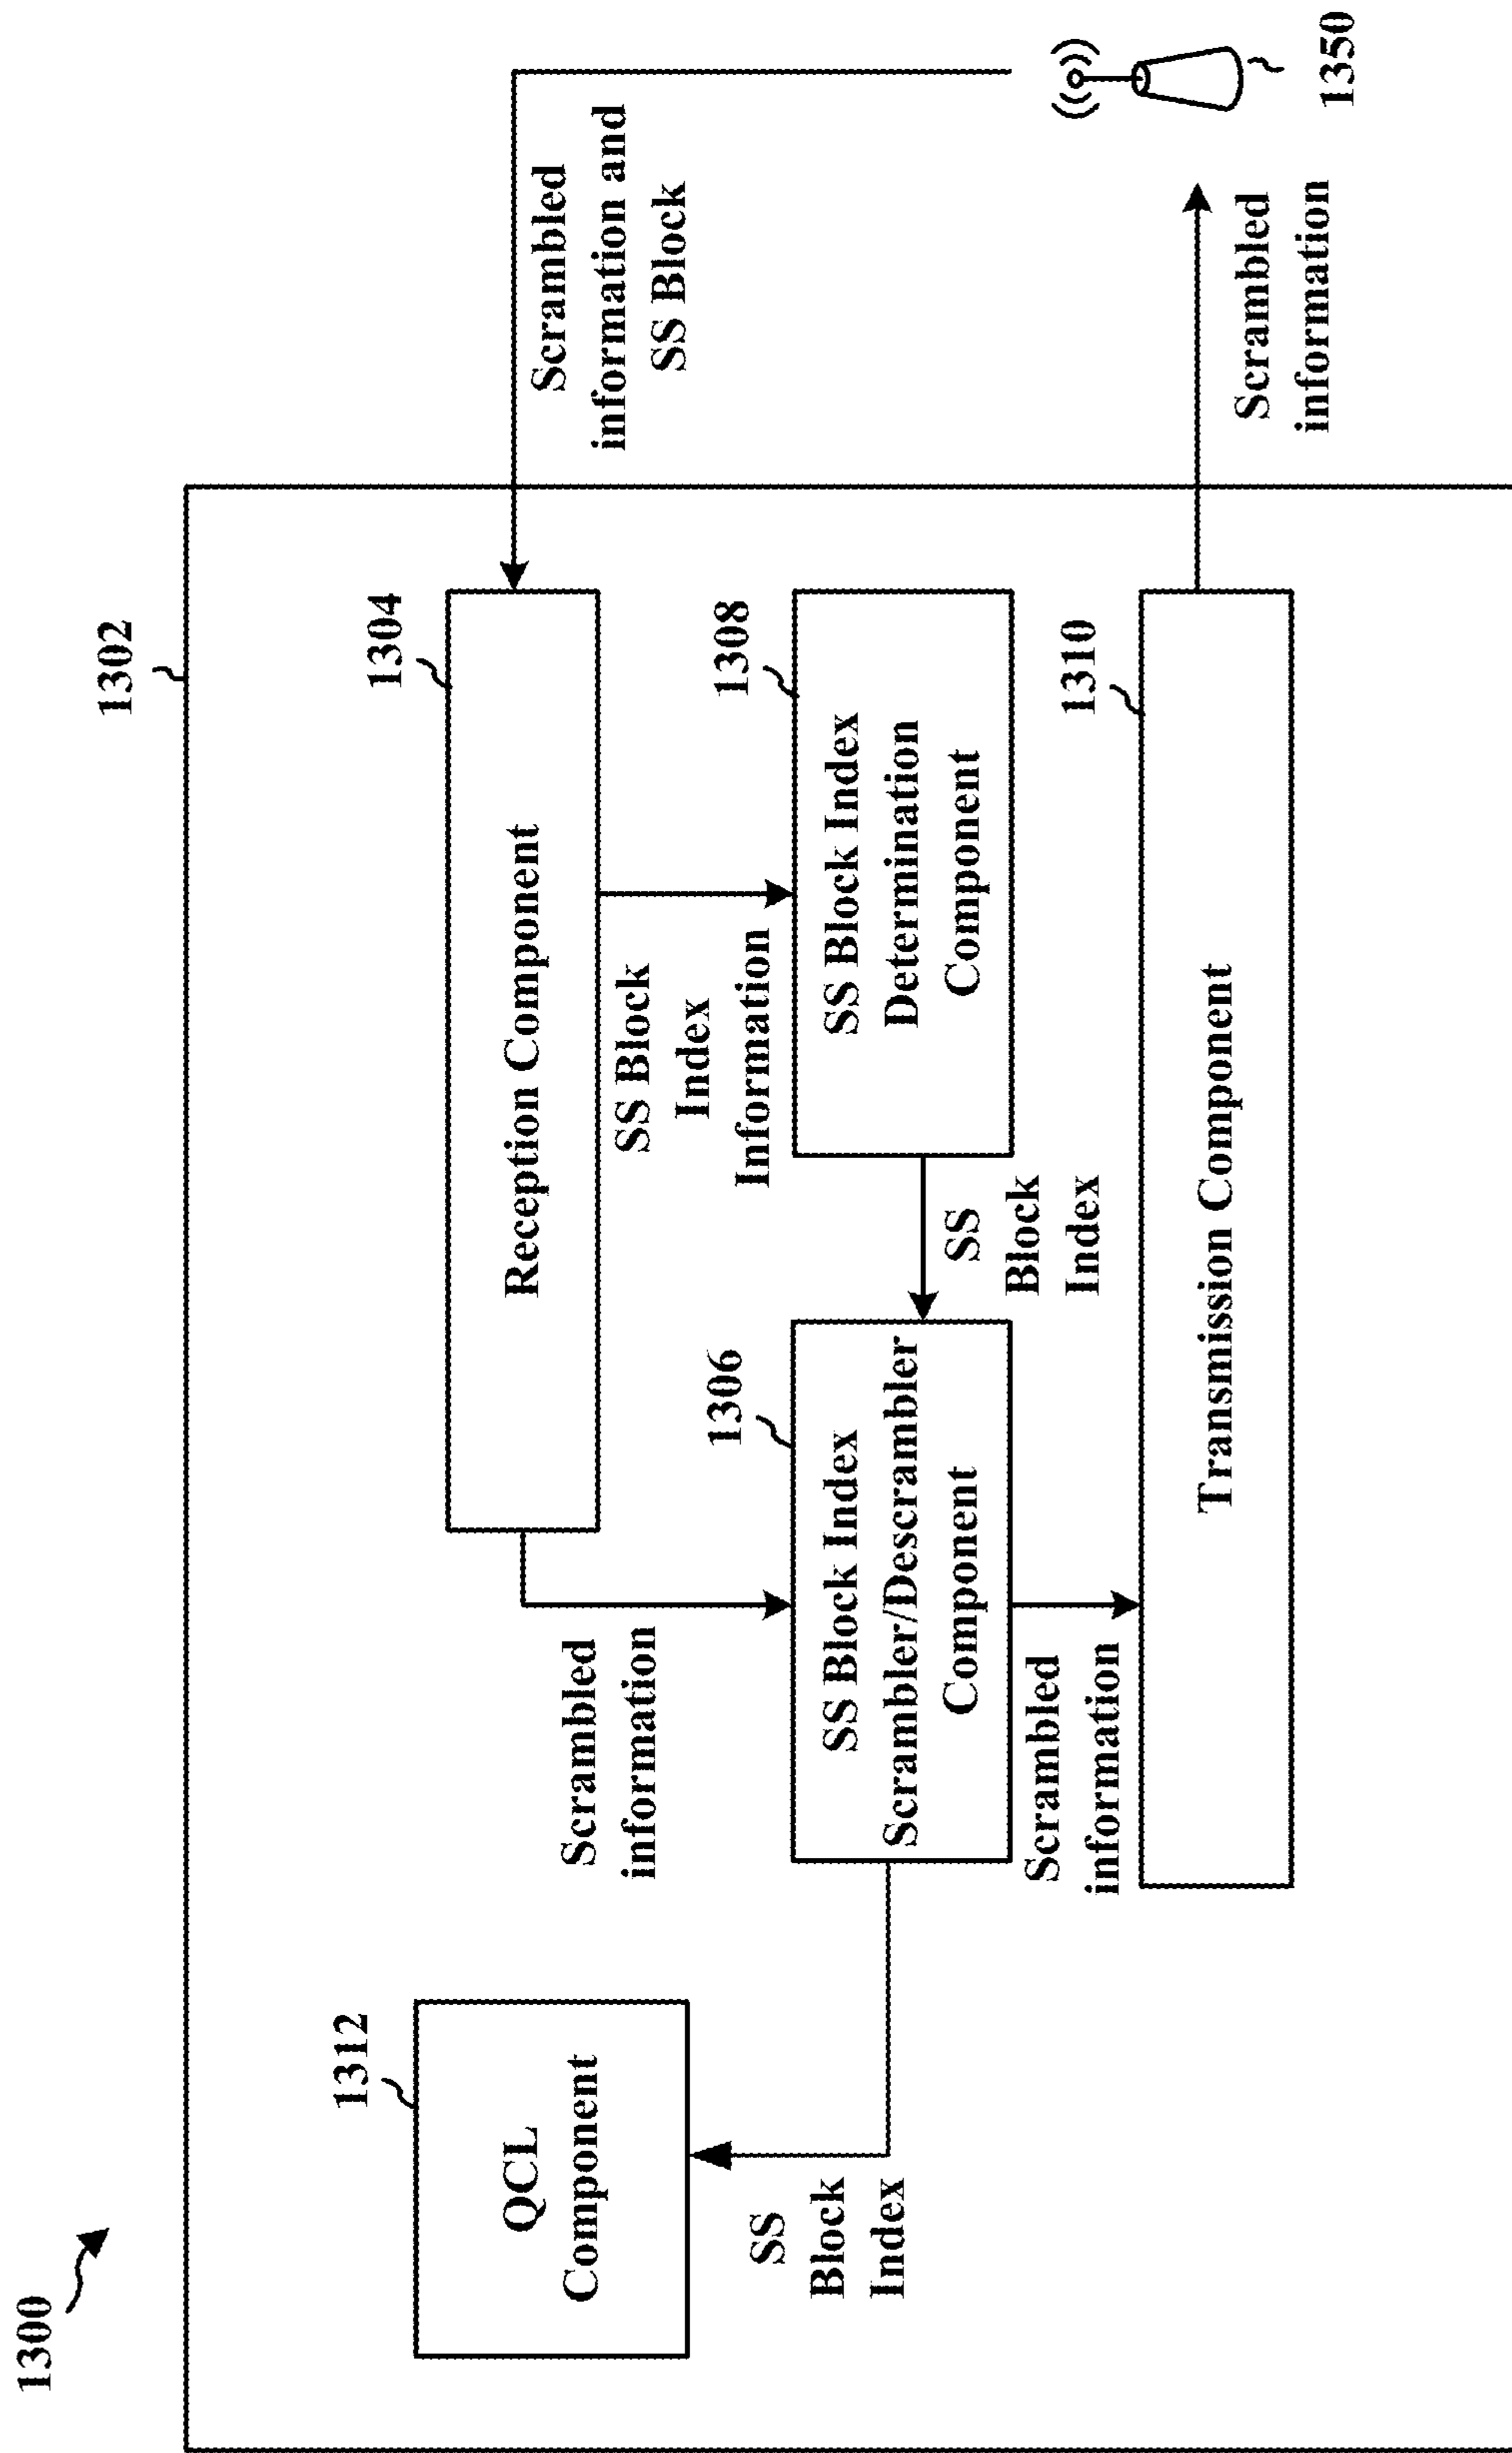 1300
1302
1312
QCL
Component
SS
Block
Index
1304
Reception Component
Scrambled
information
SS Block
Index
Information
1306
SS Block Index
Scrambler/Descrambler
Component
SS
Block
Index
1308
SS Block Index
Determination
Component
Scrambled
information
1310
Transmission Component
Scrambled
information and
SS Block
Scrambled
information
1350